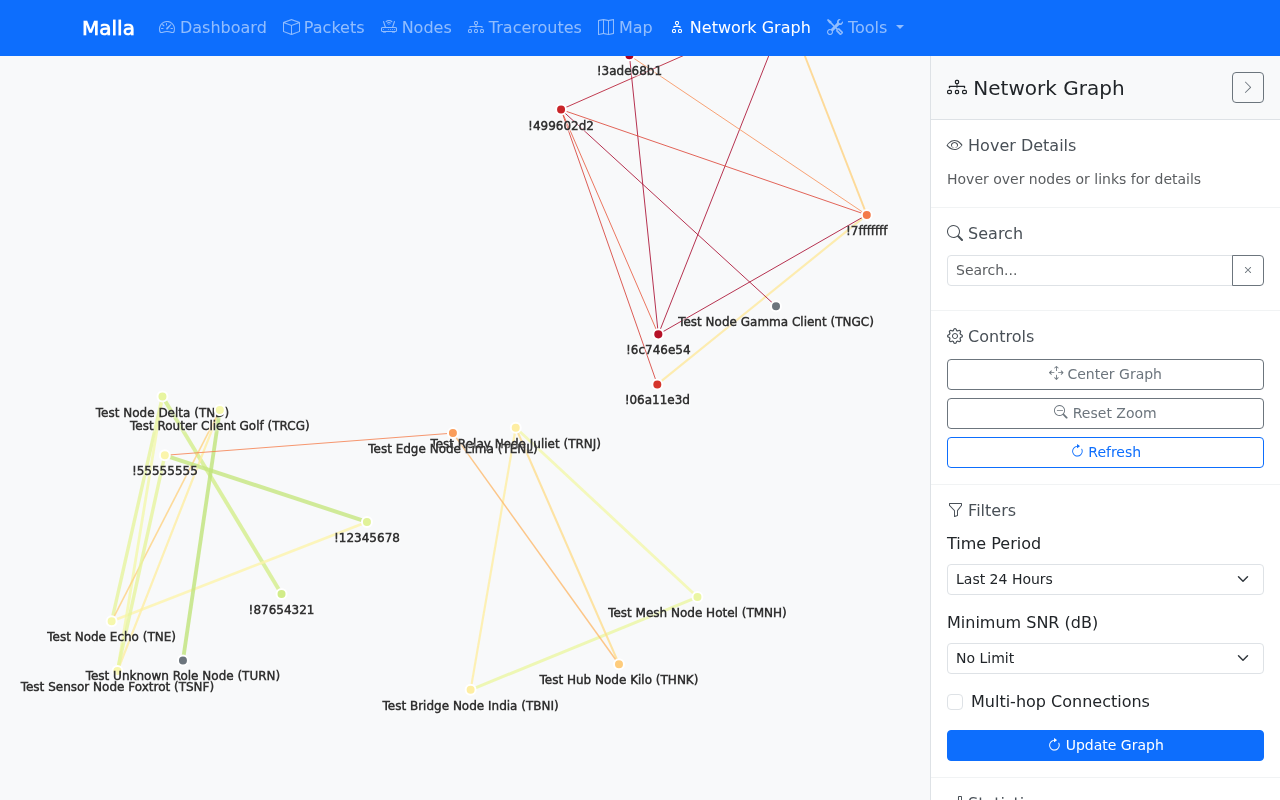 Malla
Dashboard
Packets
Nodes
Traceroutes
Map
Network Graph
Tools
!3ade68b1
!499602d2
!7fffffff
Test Node Gamma Client (TNGC)
!6c746e54
!06a11e3d
Test Node Delta (TND)
Test Router Client Golf (TRCG)
Test Relay Node Juliet (TRNJ)
Test Edge Node Lima (TENL)
!55555555
!12345678
!87654321
Test Mesh Node Hotel (TMNH)
Test Node Echo (TNE)
Test Unknown Role Node (TURN)
Test Sensor Node Foxtrot (TSNF)
Test Hub Node Kilo (THNK)
Test Bridge Node India (TBNI)
Network Graph
Hover Details
Hover over nodes or links for details
Search
Search...
Controls
Center Graph
Reset Zoom
Refresh
Filters
Time Period
Last 24 Hours
Minimum SNR (dB)
No Limit
Multi-hop Connections
Update Graph